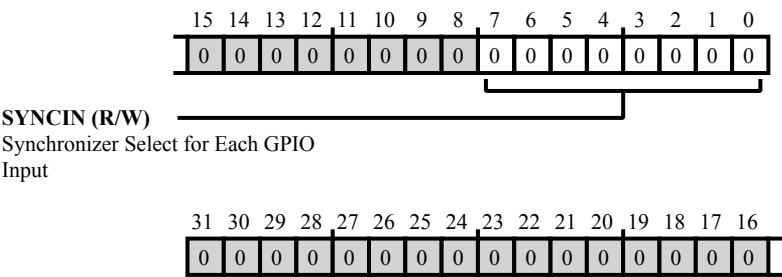 15 14 13 12 11 10 9 8 7 6 5 4 3 2 1 0
0 0 0 0 0 0 0 0 0 0 0 0 0 0 0 0
SYNCIN (R/W)
Synchronizer Select for Each GPIO
Input
31 30 29 28 27 26 25 24 23 22 21 20 19 18 17 16
0 0 0 0 0 0 0 0 0 0 0 0 0 0 0 0